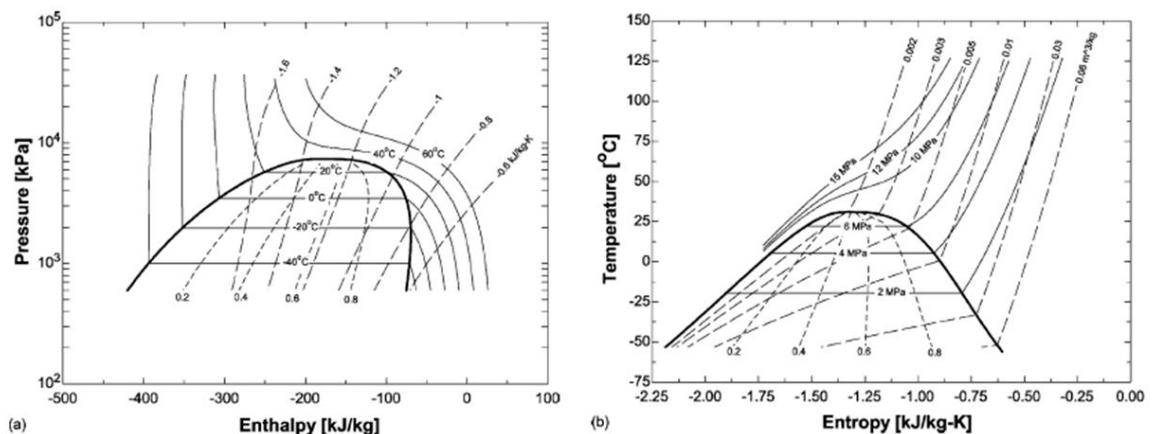 10⁵
10⁴
10³
10²
Pressure [kPa]
-1.6
-1.4
-1.2
-1
-0.8
-0.6 kJ/kg-K
40°C
60°C
20°C
0°C
-20°C
-40°C
0.2
0.4
0.6
0.8
-500
-400
-300
-200
-100
0
100
(a)
Enthalpy [kJ/kg]
150
125
100
75
50
25
0
-25
-50
-75
Temperature [°C]
0.002
0.003
0.005
0.01
0.03
0.06 m^3/kg
15 MPa
12 MPa
10 MPa
6 MPa
4 MPa
2 MPa
0.2
0.4
0.6
0.8
-2.25
-2.00
-1.75
-1.50
-1.25
-1.00
-0.75
-0.50
-0.25
0.00
(b)
Entropy [kJ/kg-K]